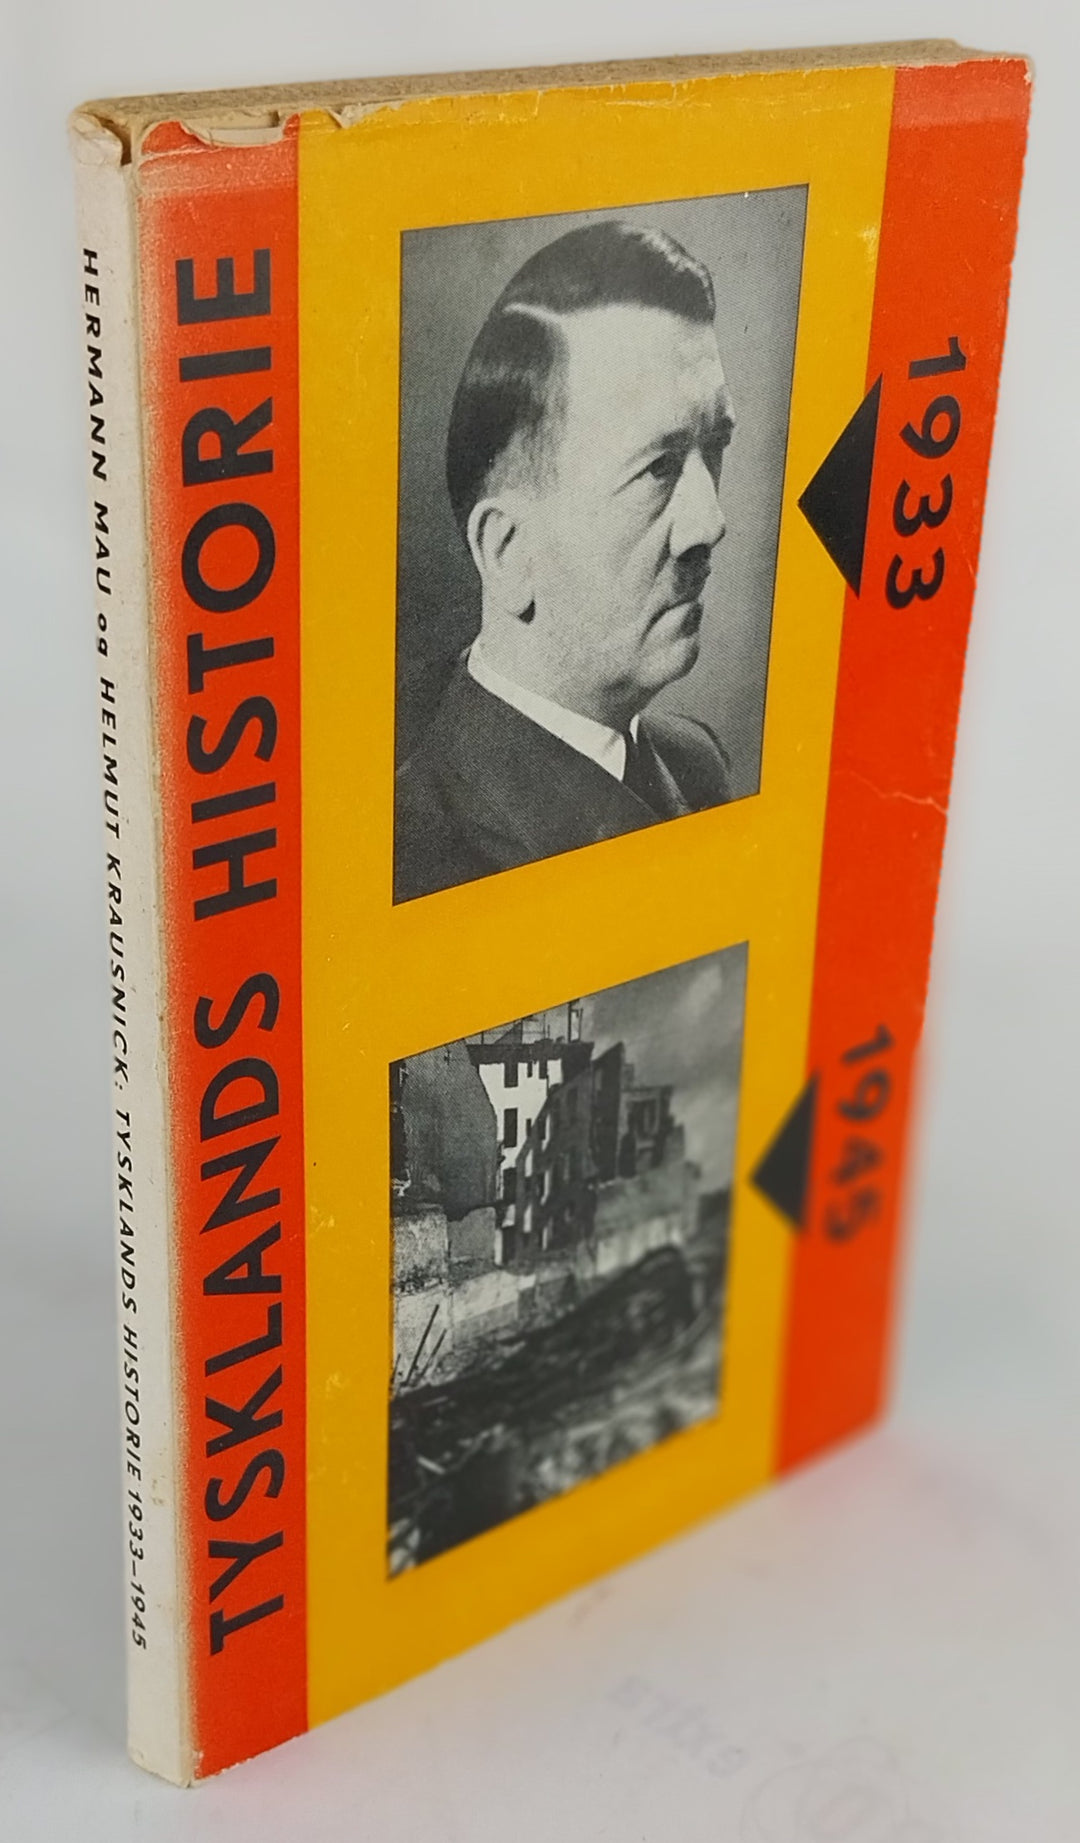 HERMANN MAU og HELMUT KRAUSNICK: TYSKLANDS HISTORIE 1933–1945
TYSKLANDS HISTORIE
1933
1945